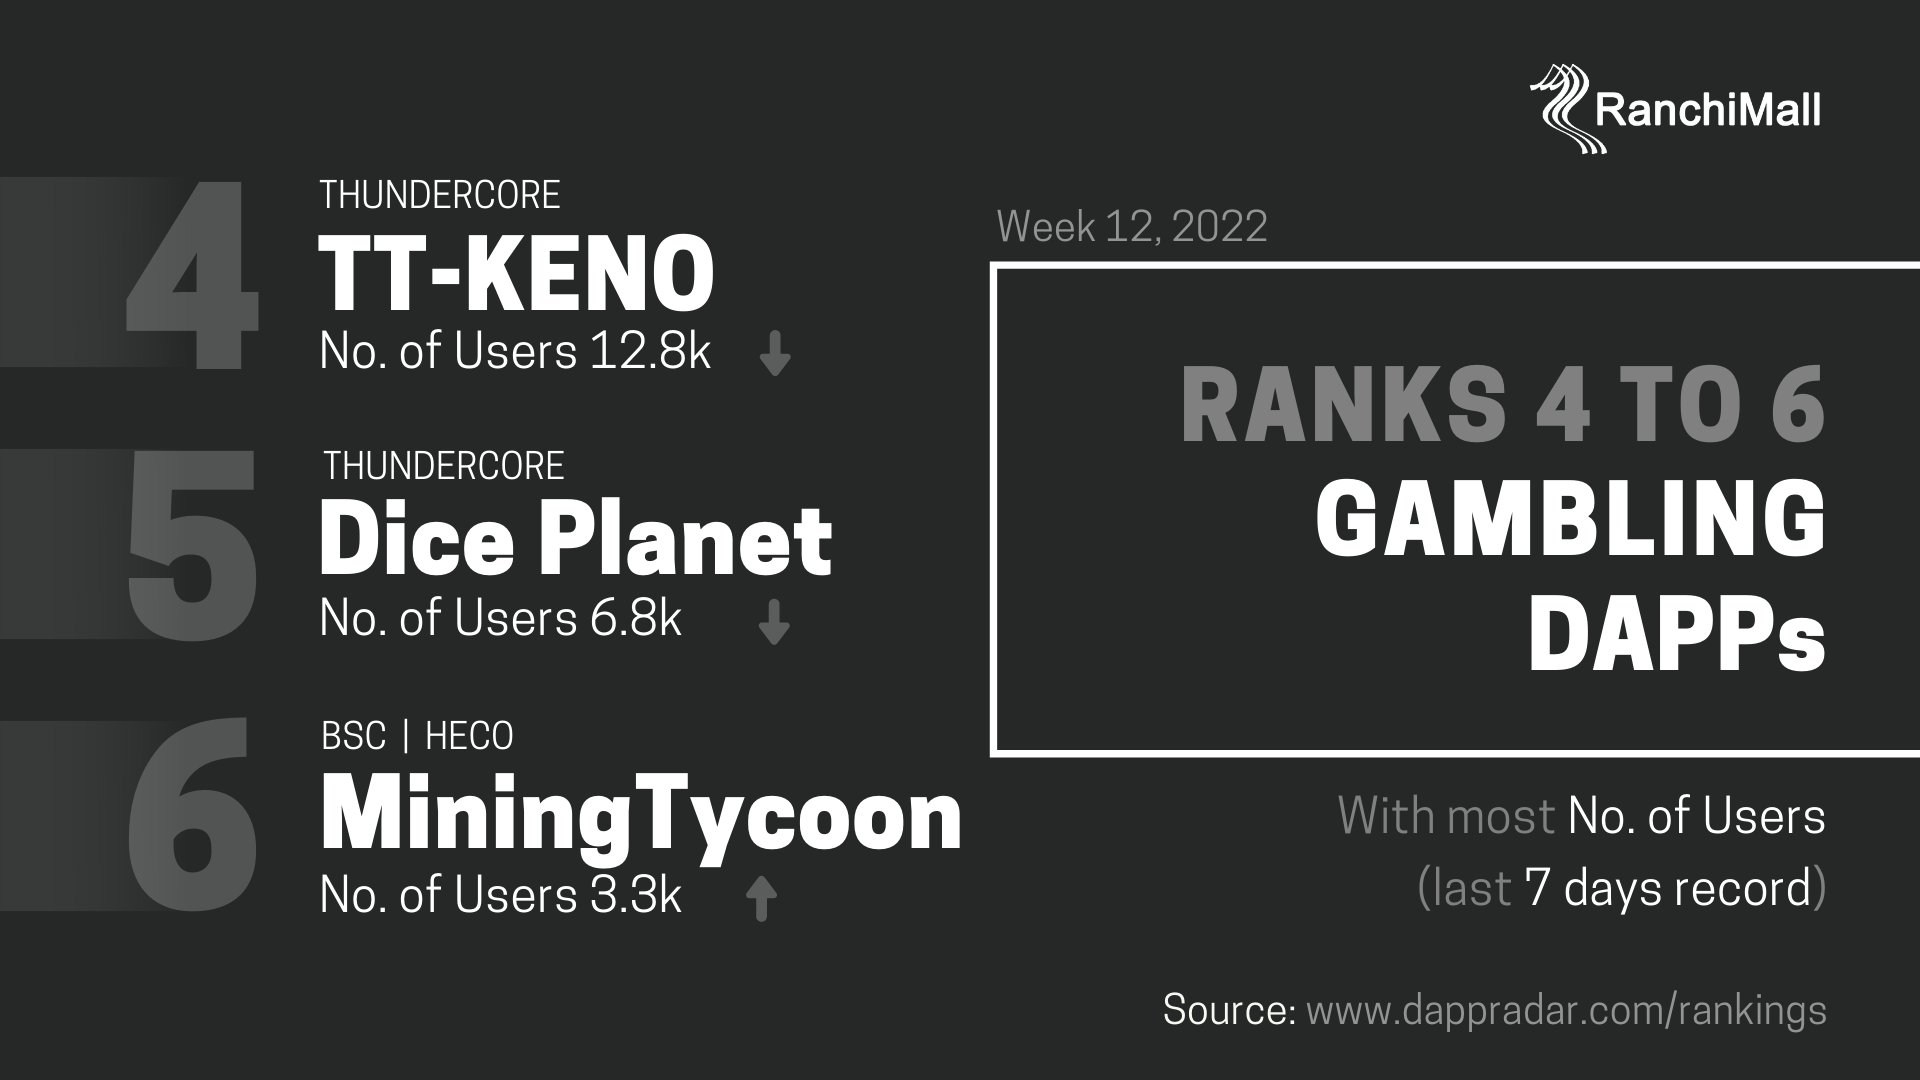 RanchiMall
4
THUNDERCORE
TT-KENO
No. of Users 12.8k
5
THUNDERCORE
Dice Planet
No. of Users 6.8k
6
BSC | HECO
MiningTycoon
No. of Users 3.3k
Week 12, 2022
RANKS 4 TO 6
GAMBLING
DAPPs
With most No. of Users
(last 7 days record)
Source: www.dappradar.com/rankings